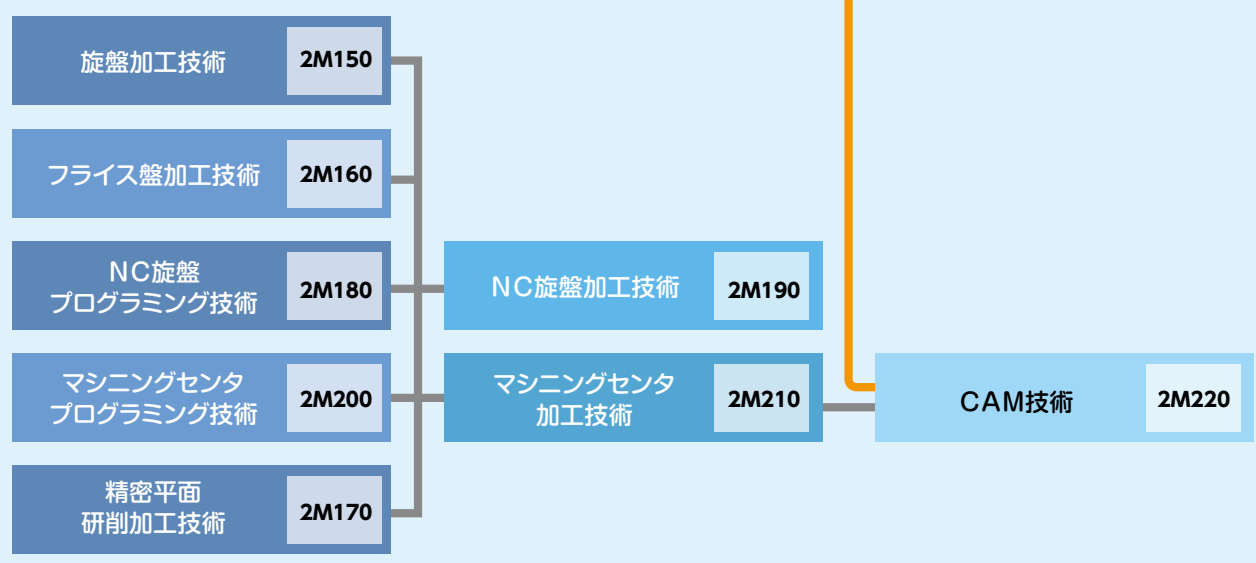 旋盤加工技術
2M150
フライス盤加工技術
2M160
NC旋盤
プログラミング技術
2M180
マシニングセンタ
プログラミング技術
2M200
精密平面
研削加工技術
2M170
NC旋盤加工技術
2M190
マシニングセンタ
加工技術
2M210
CAM技術
2M220